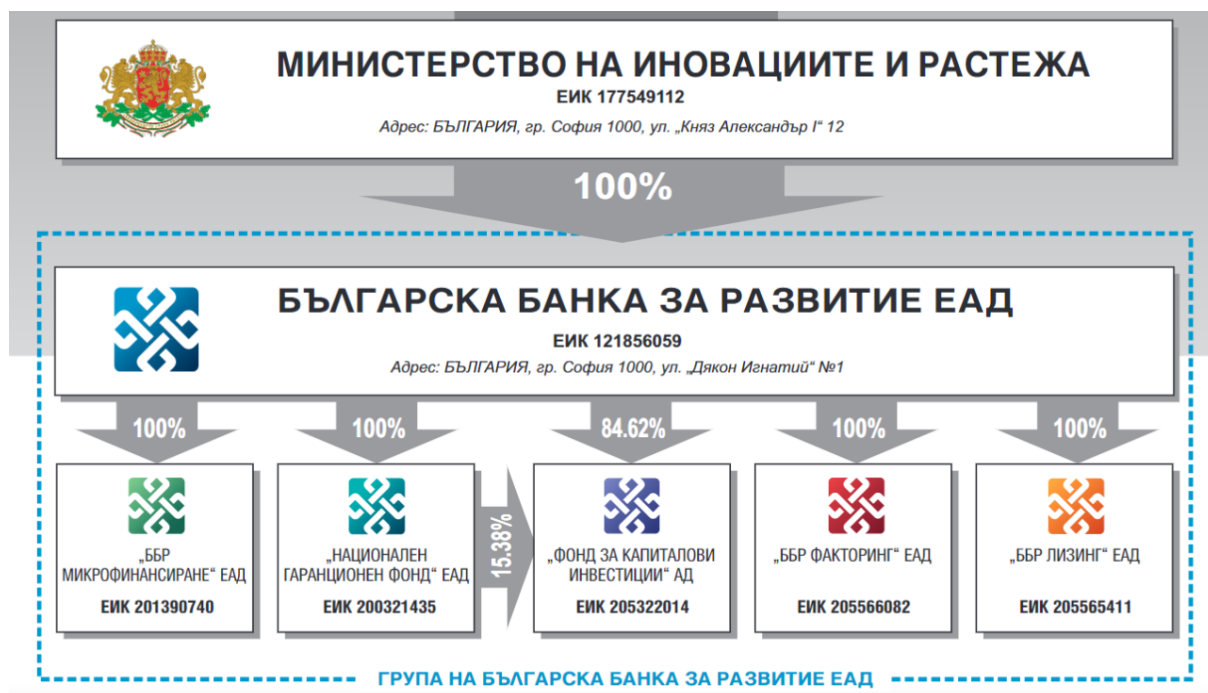 МИНИСТЕРСТВО НА ИНОВАЦИИТЕ И РАСТЕЖА
ЕИК 177549112
Адрес: БЪЛГАРИЯ, гр. София 1000, ул. „Княз Александър I“ 12
100%
БЪЛГАРСКА БАНКА ЗА РАЗВИТИЕ ЕАД
ЕИК 121856059
Адрес: БЪЛГАРИЯ, гр. София 1000, ул. „Дякон Игнатий“ №1
100%
100%
84.62%
100%
100%
„ББР
МИКРОФИНАНСИРАНЕ“ ЕАД
ЕИК 201390740
„НАЦИОНАЛЕН
ГАРАНЦИОНЕН ФОНД“ ЕАД
ЕИК 200321435
15.38%
„ФОНД ЗА КАПИТАЛОВИ
ИНВЕСТИЦИИ“ АД
ЕИК 205322014
„ББР ФАКТОРИНГ“ ЕАД
ЕИК 205566082
„ББР ЛИЗИНГ“ ЕАД
ЕИК 205565411
ГРУПА НА БЪЛГАРСКА БАНКА ЗА РАЗВИТИЕ ЕАД